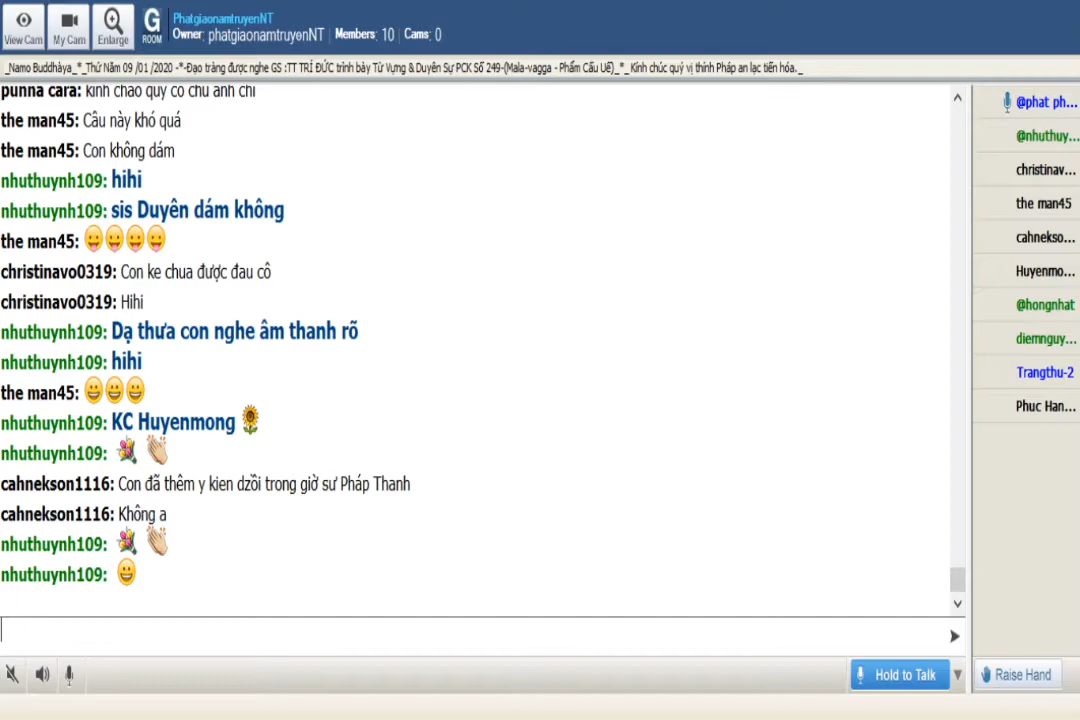 PhatgiaonamtruyenNT
Owner: phatgiaonamtruyenNT Members: 10 Cams: 0
View Cam My Cam Enlarge G ROOM
_Namo Buddhàya_*_Thứ Năm 09 /01 /2020 -*-Đạo tràng được nghe GS :TT TRÍ ĐỨC trình bày Từ Vựng & Duyên Sự PCK Số 249-(Mala-vagga - Phẩm Cấu Uế)_*_ Kính chúc quý vị thính Pháp an lạc tiến hóa._
punna cara: kinh chao quy co chu anh chi
the man45: Câu này khó quá
the man45: Con không dám
nhuthuynh109: hihi
nhuthuynh109: sis Duyên dám không
the man45: 😛😛😛😛
christinavo0319: Con ke chua được đau cô
christinavo0319: Hihi
nhuthuynh109: Dạ thưa con nghe âm thanh rõ
nhuthuynh109: hihi
the man45: 😀😀😀
nhuthuynh109: KC Huyenmong 🌻
nhuthuynh109: 💐 👏
cahnekson1116: Con đã thêm y kien dzồi trong giờ sư Pháp Thanh
cahnekson1116: Không a
nhuthuynh109: 💐 👏
nhuthuynh109: 😀
@phat ph...
@nhuthuy...
christinav...
the man45
cahnekso...
Huyenmo...
@hongnhat
diemnguy...
Trangthu-2
Phuc Han...
Hold to Talk
Raise Hand